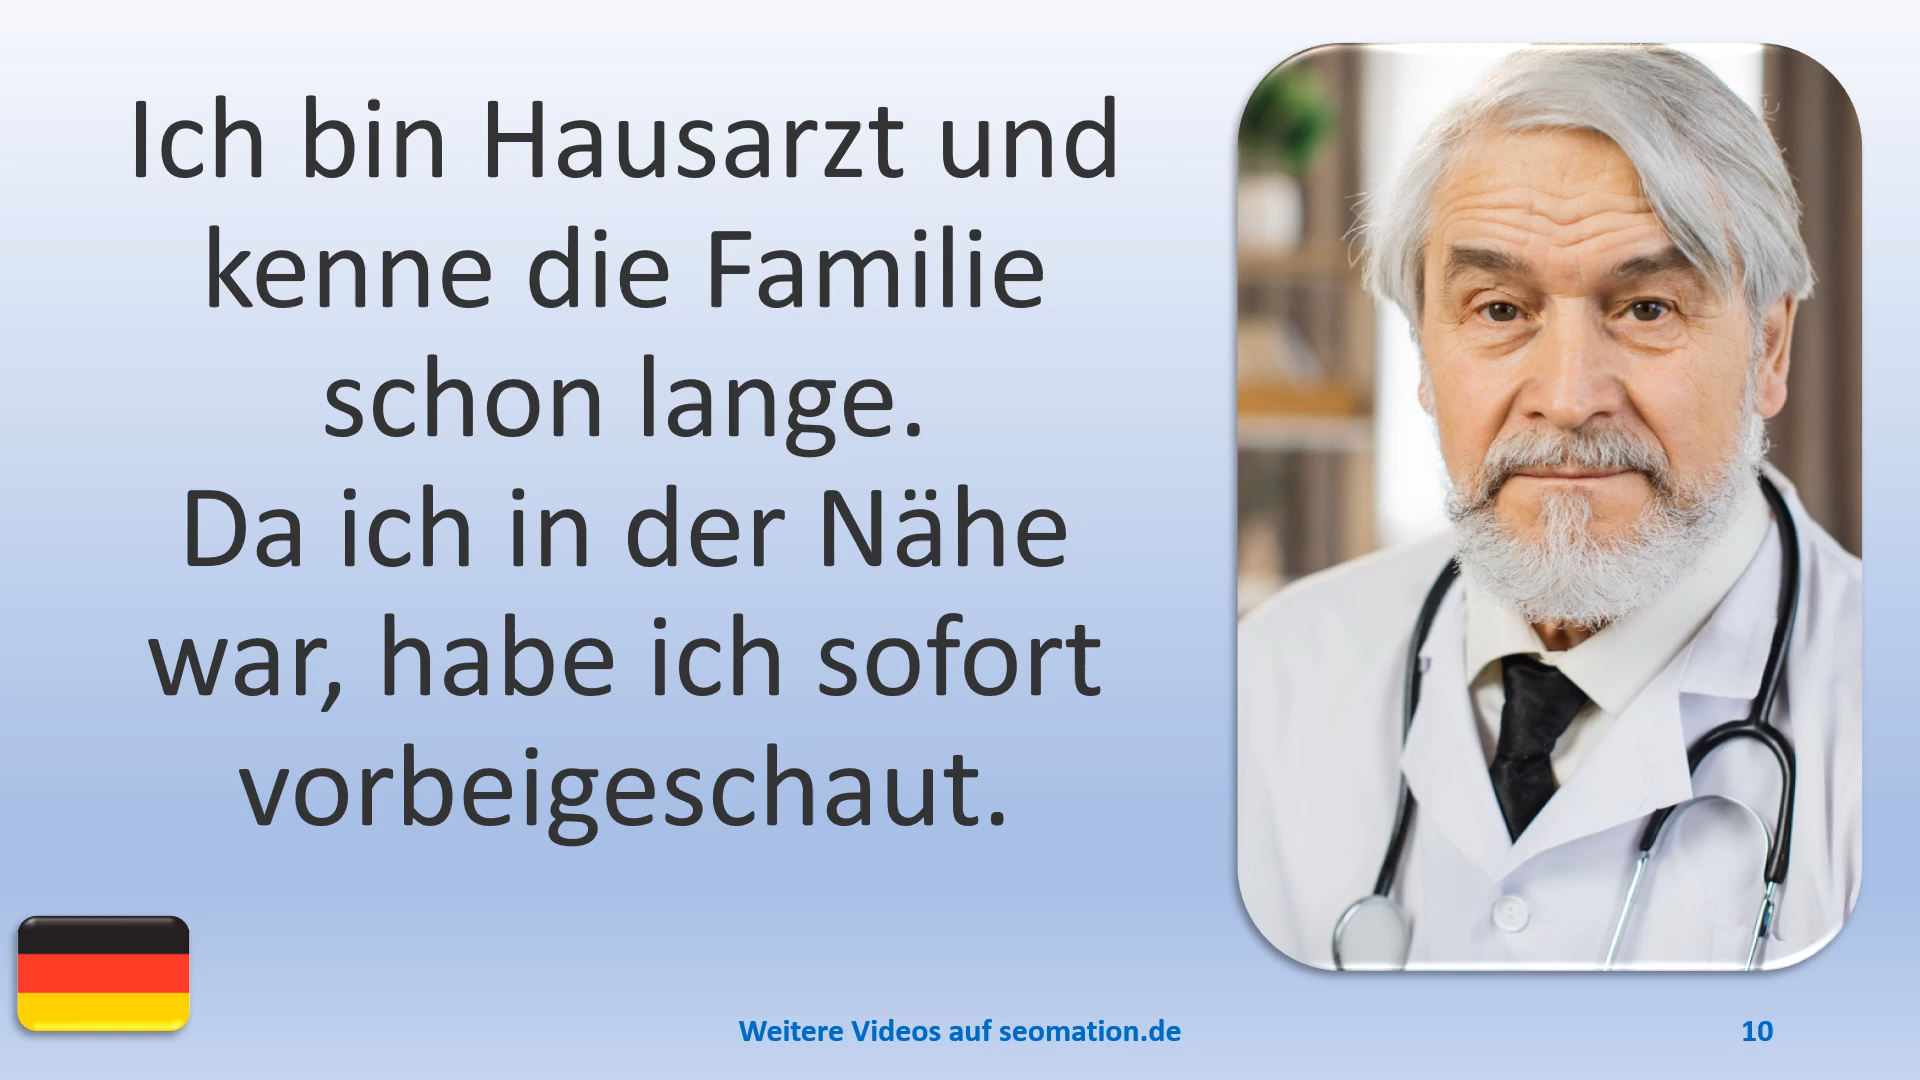 Ich bin Hausarzt und
kenne die Familie
schon lange.
Da ich in der Nähe
war, habe ich sofort
vorbeigeschaut.
Weitere Videos auf seomation.de
10